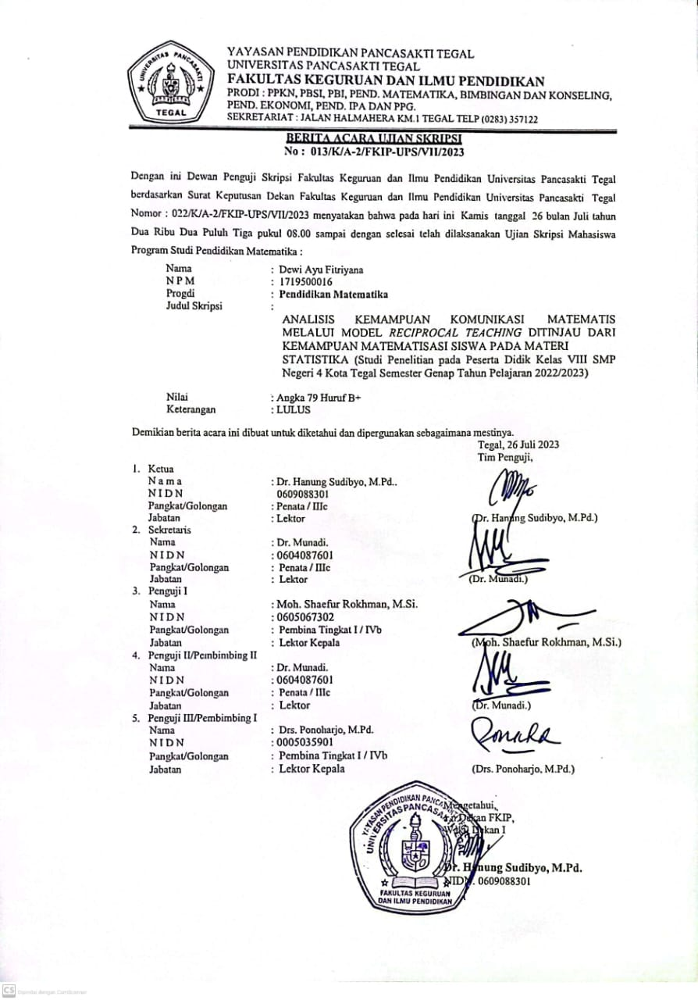 UNIVERSITAS PANCASAKTI
TEGAL
YAYASAN PENDIDIKAN PANCASAKTI TEGAL
UNIVERSITAS PANCASAKTI TEGAL
FAKULTAS KEGURUAN DAN ILMU PENDIDIKAN
PRODI : PPKN, PBSI, PBI, PEND. MATEMATIKA, BIMBINGAN DAN KONSELING,
PEND. EKONOMI, PEND. IPA DAN PPG.
SEKRETARIAT : JALAN HALMAHERA KM.1 TEGAL TELP (0283) 357122
BERITA ACARA UJIAN SKRIPSI
No : 013/K/A-2/FKIP-UPS/VII/2023
Dengan ini Dewan Penguji Skripsi Fakultas Keguruan dan Ilmu Pendidikan Universitas Pancasakti Tegal
berdasarkan Surat Keputusan Dekan Fakultas Keguruan dan Ilmu Pendidikan Universitas Pancasakti Tegal
Nomor : 022/K/A-2/FKIP-UPS/VII/2023 menyatakan bahwa pada hari ini Kamis tanggal 26 bulan Juli tahun
Dua Ribu Dua Puluh Tiga pukul 08.00 sampai dengan selesai telah dilaksanakan Ujian Skripsi Mahasiswa
Program Studi Pendidikan Matematika :
Nama : Dewi Ayu Fitriyana
N P M : 1719500016
Progdi : Pendidikan Matematika
Judul Skripsi :
ANALISIS KEMAMPUAN KOMUNIKASI MATEMATIS
MELALUI MODEL RECIPROCAL TEACHING DITINJAU DARI
KEMAMPUAN MATEMATISASI SISWA PADA MATERI
STATISTIKA (Studi Penelitian pada Peserta Didik Kelas VIII SMP
Negeri 4 Kota Tegal Semester Genap Tahun Pelajaran 2022/2023)
Nilai : Angka 79 Huruf B+
Keterangan : LULUS
Demikian berita acara ini dibuat untuk diketahui dan dipergunakan sebagaimana mestinya.
Tegal, 26 Juli 2023
Tim Penguji,
1. Ketua
N a m a : Dr. Hanung Sudibyo, M.Pd..
N I D N 0609088301
Pangkat/Golongan : Penata / IIIc
Jabatan : Lektor (Dr. Hanung Sudibyo, M.Pd.)
2. Sekretaris
Nama : Dr. Munadi.
N I D N : 0604087601
Pangkat/Golongan : Penata / IIIc
Jabatan : Lektor (Dr. Munadi.)
3. Penguji I
Nama : Moh. Shaefur Rokhman, M.Si.
N I D N : 0605067302
Pangkat/Golongan : Pembina Tingkat I / IVb
Jabatan : Lektor Kepala (Moh. Shaefur Rokhman, M.Si.)
4. Penguji II/Pembimbing II
Nama : Dr. Munadi.
N I D N : 0604087601
Pangkat/Golongan : Penata / IIIc
Jabatan : Lektor (Dr. Munadi.)
5. Penguji III/Pembimbing I
Nama : Drs. Ponoharjo, M.Pd.
N I D N : 0005035901
Pangkat/Golongan : Pembina Tingkat I / IVb
Jabatan : Lektor Kepala (Drs. Ponoharjo, M.Pd.)
Mengetahui,
Dekan FKIP,
Wakil Dekan I
Dr. Hanung Sudibyo, M.Pd.
NIDN. 0609088301
YAYASAN PENDIDIKAN PANCASAKTI TEGAL
UNIVERSITAS PANCASAKTI TEGAL
FAKULTAS KEGURUAN
DAN ILMU PENDIDIKAN
CS Dipindai dengan CamScanner